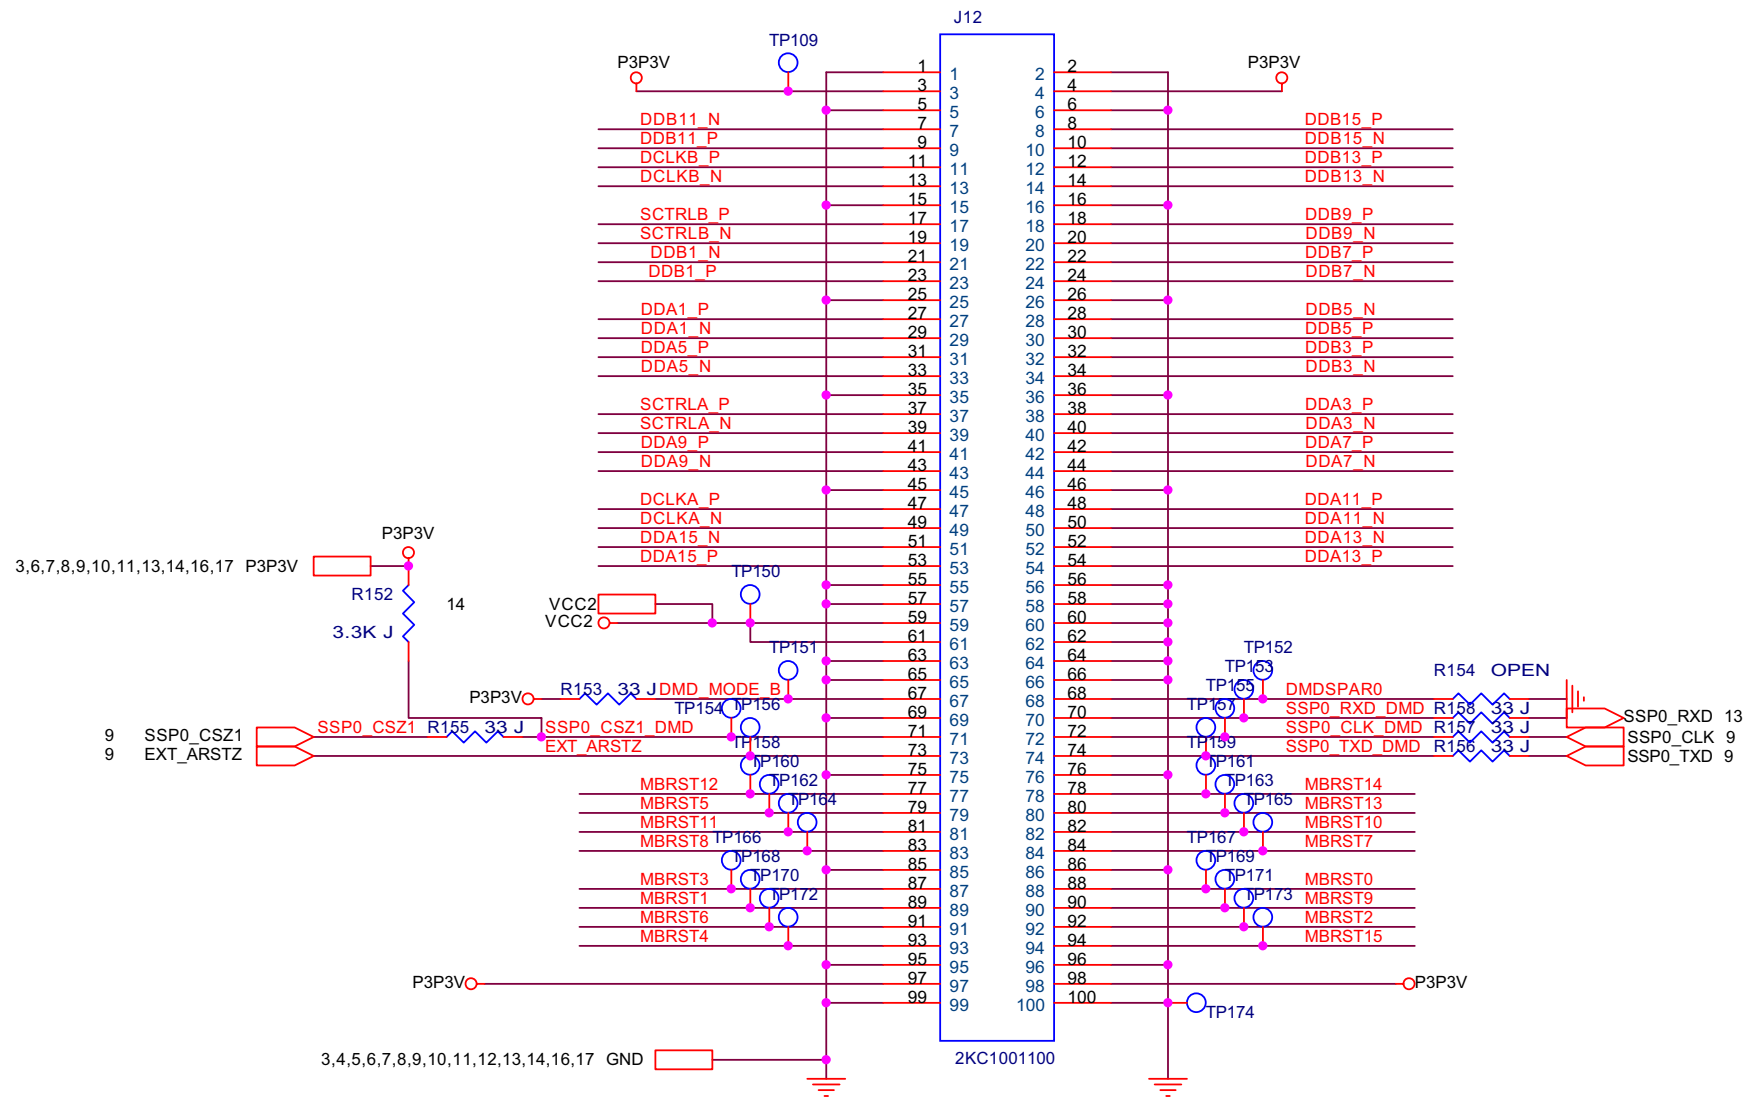 J12
TP109
P3P3V P3P3V
1 1 2 2
3 3 4 4
5 5 6 6
DDB11_N 7 7 8 8 DDB15_P
DDB11_P 9 9 10 10 DDB15_N
DCLKB_P 11 11 12 12 DDB13_P
DCLKB_N 13 13 14 14 DDB13_N
15 15 16 16
SCTRLB_P 17 17 18 18 DDB9_P
SCTRLB_N 19 19 20 20 DDB9_N
DDB1_N 21 21 22 22 DDB7_P
DDB1_P 23 23 24 24 DDB7_N
25 25 26 26
DDA1_P 27 27 28 28 DDB5_N
DDA1_N 29 29 30 30 DDB5_P
DDA5_P 31 31 32 32 DDB3_P
DDA5_N 33 33 34 34 DDB3_N
35 35 36 36
SCTRLA_P 37 37 38 38 DDA3_P
SCTRLA_N 39 39 40 40 DDA3_N
DDA9_P 41 41 42 42 DDA7_P
DDA9_N 43 43 44 44 DDA7_N
45 45 46 46
DCLKA_P 47 47 48 48 DDA11_P
DCLKA_N 49 49 50 50 DDA11_N
P3P3V DDA15_N 51 51 52 52 DDA13_N
3,6,7,8,9,10,11,13,14,16,17 P3P3V DDA15_P 53 53 54 54 DDA13_P
TP150
55 55 56 56
R152 14 VCC2 57 57 58 58
VCC2 59 59 60 60
3.3K J 61 61 62 62
TP151 TP152
63 63 64 64
TP153
65 65 66 66 R154 OPEN
P3P3V R153 33 J DMD_MODE_B 67 67 68 68 DMDSPAR0
TP154 TP156 TP155 TP157
69 69 70 70 SSP0_RXD_DMD R158 33 J SSP0_RXD 13
9 SSP0_CSZ1 SSP0_CSZ1 R155 33 J SSP0_CSZ1_DMD 71 71 72 72 SSP0_CLK_DMD R157 33 J SSP0_CLK 9
9 EXT_ARSTZ EXT_ARSTZ 73 73 74 74 SSP0_TXD_DMD R156 33 J SSP0_TXD 9
TP158 TP159
TP160 TP161
75 75 76 76
TP162 TP163
MBRST12 77 77 78 78 MBRST14
TP164 TP165
MBRST5 79 79 80 80 MBRST13
MBRST11 81 81 82 82 MBRST10
MBRST8 83 83 84 84 MBRST7
TP166 TP167
TP168 TP169
85 85 86 86
TP170 TP171
MBRST3 87 87 88 88 MBRST0
TP172 TP173
MBRST1 89 89 90 90 MBRST9
MBRST6 91 91 92 92 MBRST2
MBRST4 93 93 94 94 MBRST15
95 95 96 96
P3P3V 97 97 98 98 P3P3V
99 99 100 100
TP174
3,4,5,6,7,8,9,10,11,12,13,14,16,17 GND
2KC1001100